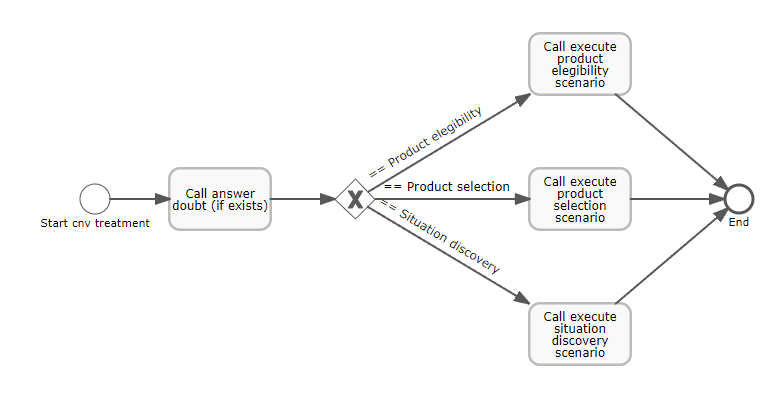 Start cnv treatment
Call answer
doubt (if exists)
X
== Product elegibility
== Product selection
== Situation discovery
Call execute
product
elegibility
scenario
Call execute
product
selection
scenario
Call execute
situation
discovery
scenario
End